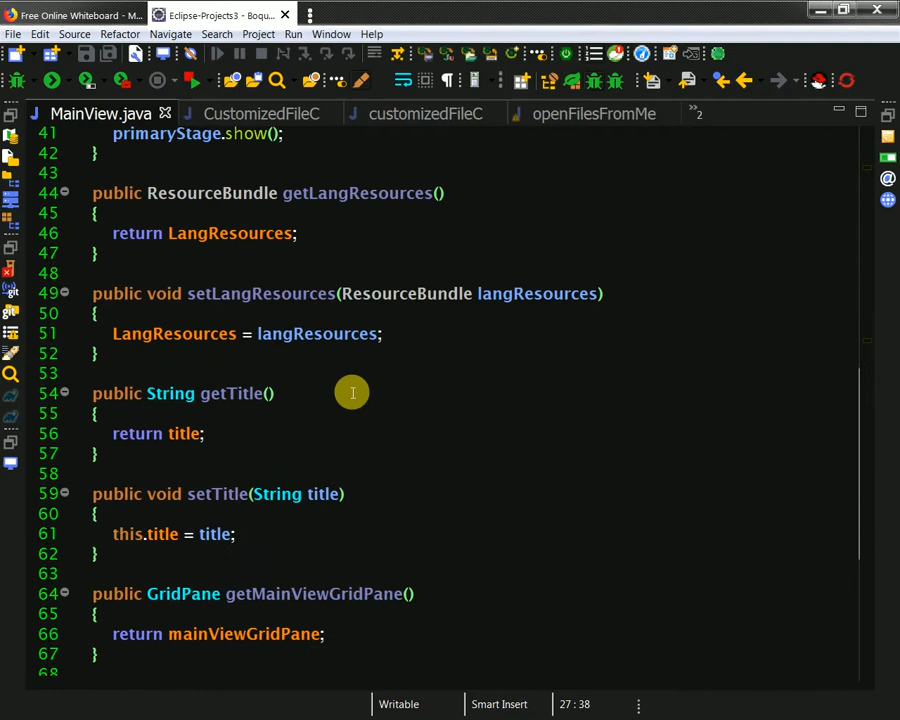 Free Online Whiteboard - M...
Eclipse-Projects3 - Boqu...
File Edit Source Refactor Navigate Search Project Run Window Help
MainView.java CustomizedFileC customizedFileC openFilesFromMe »2
41 primaryStage.show();
42 }
43
44 public ResourceBundle getLangResources()
45 {
46 return LangResources;
47 }
48
49 public void setLangResources(ResourceBundle langResources)
50 {
51 LangResources = langResources;
52 }
53
54 public String getTitle()
55 {
56 return title;
57 }
58
59 public void setTitle(String title)
60 {
61 this.title = title;
62 }
63
64 public GridPane getMainViewGridPane()
65 {
66 return mainViewGridPane;
67 }
68
Writable Smart Insert 27 : 38